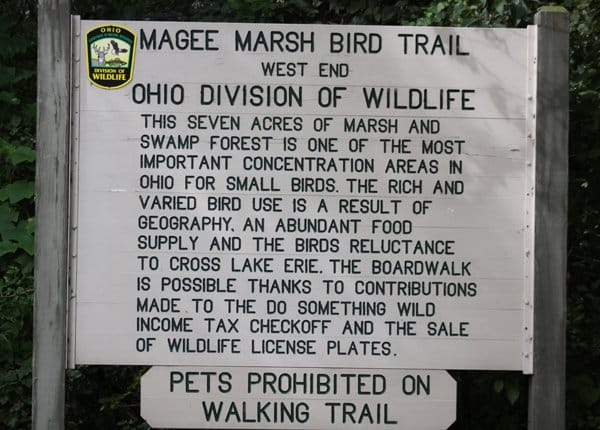 OHIO
DIVISION OF
WILDLIFE
MAGEE MARSH BIRD TRAIL
WEST END
OHIO DIVISION OF WILDLIFE
THIS SEVEN ACRES OF MARSH AND
SWAMP FOREST IS ONE OF THE MOST
IMPORTANT CONCENTRATION AREAS IN
OHIO FOR SMALL BIRDS. THE RICH AND
VARIED BIRD USE IS A RESULT OF
GEOGRAPHY, AN ABUNDANT FOOD
SUPPLY AND THE BIRDS RELUCTANCE
TO CROSS LAKE ERIE. THE BOARDWALK
IS POSSIBLE THANKS TO CONTRIBUTIONS
MADE TO THE DO SOMETHING WILD
INCOME TAX CHECKOFF AND THE SALE
OF WILDLIFE LICENSE PLATES.
PETS PROHIBITED ON
WALKING TRAIL